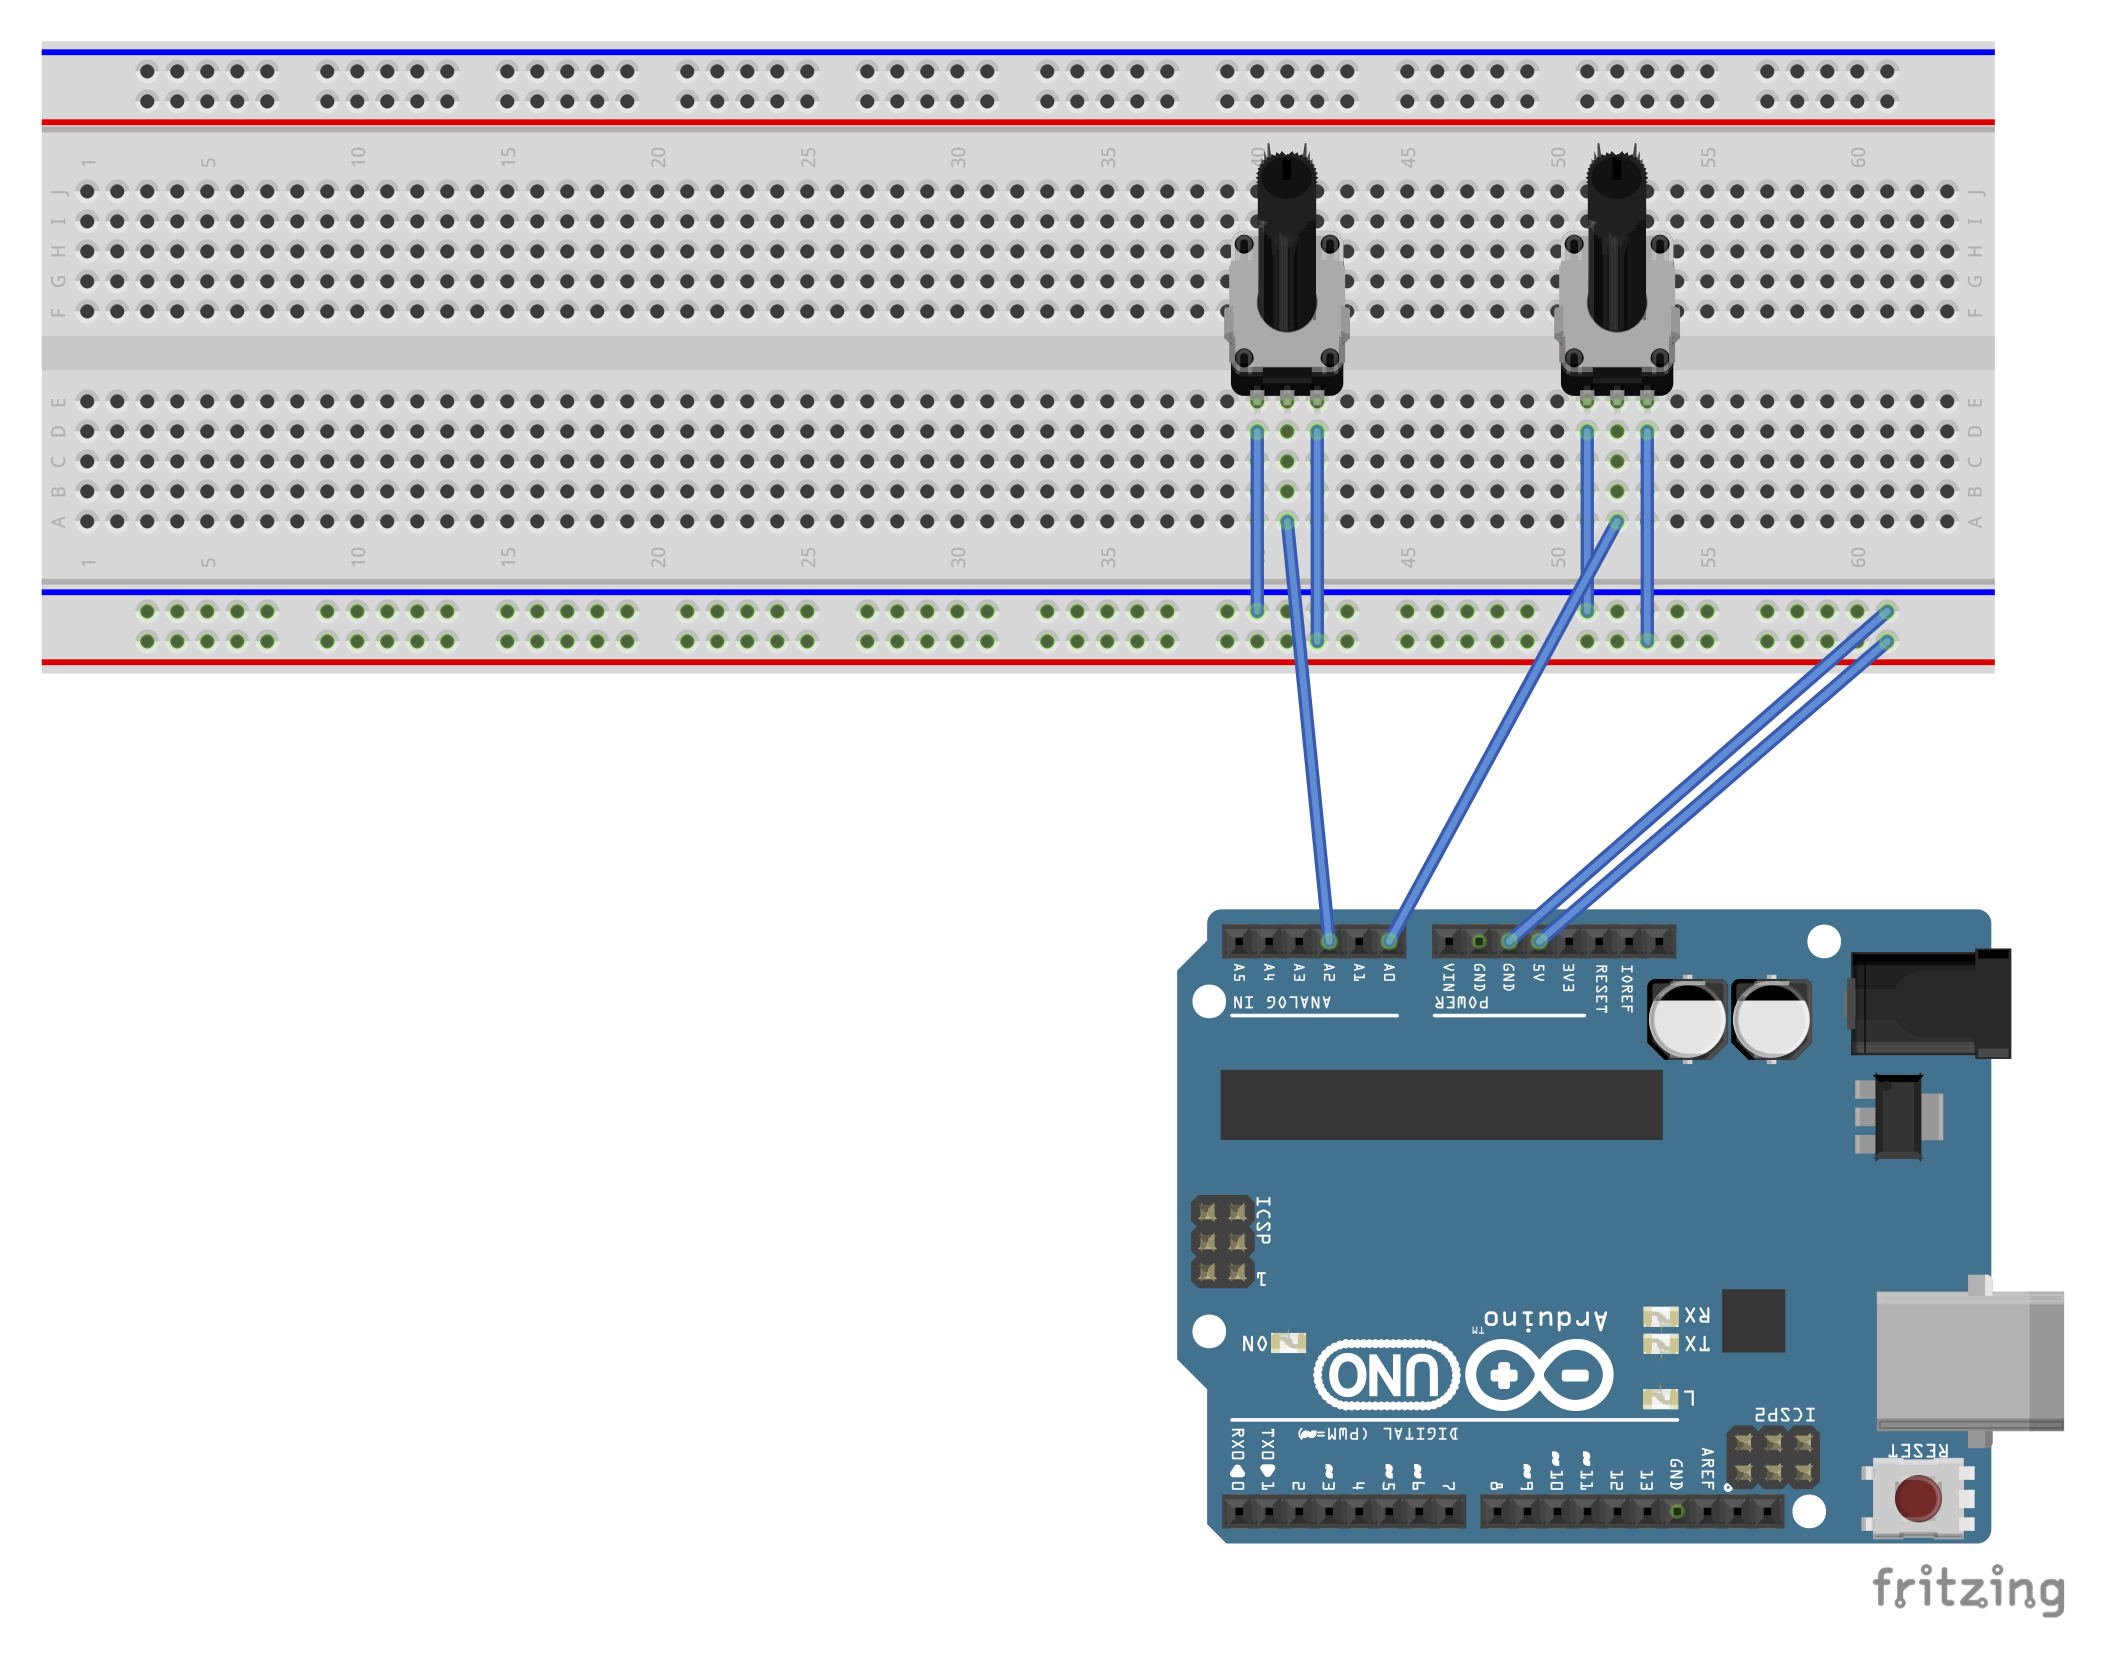 1 5 10 15 20 25 30 35 40 45 50 55 60
J J
I I
H H
G G
F F
E E
D D
C C
B B
A A
1 5 10 15 20 25 30 35 45 50 55 60
A5 A4 A3 A2 A1 A0 VIN GND GND 5V 3V3 RESET IOREF
ANALOG IN POWER
ICSP
1
Arduino™
RX
ON
TX
UNO
L
ICSP2
DIGITAL (PWM=~)
RESET
RX0 0 TX0 1 2 ~3 4 ~5 ~6 7 8 ~9 ~10 ~11 12 13 GND AREF
fritzing